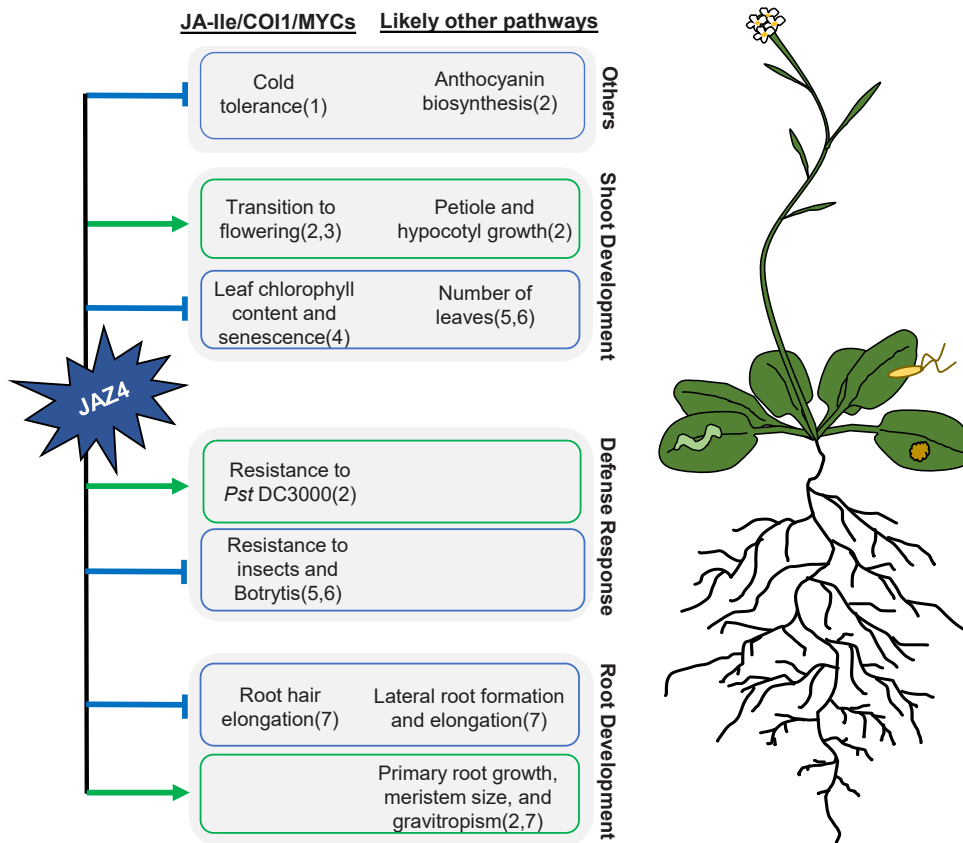 JA-Ile/COI1/MYCs
Likely other pathways
Cold
tolerance(1)
Anthocyanin
biosynthesis(2)
Others
Transition to
flowering(2,3)
Petiole and
hypocotyl growth(2)
Leaf chlorophyll
content and
senescence(4)
Number of
leaves(5,6)
Shoot Development
JAZ4
Resistance to
Pst DC3000(2)
Resistance to
insects and
Botrytis(5,6)
Defense Response
Root hair
elongation(7)
Lateral root formation
and elongation(7)
Primary root growth,
meristem size, and
gravitropism(2,7)
Root Development